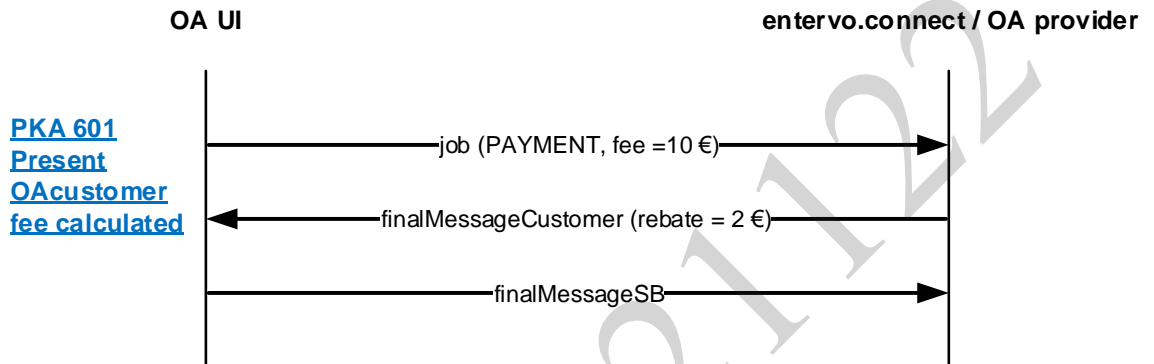 OA UI
entervo.connect / OA provider
PKA 601
Present
OAcustomer
fee calculated
job (PAYMENT, fee =10 €)
finalMessageCustomer (rebate = 2 €)
finalMessageSB
21122